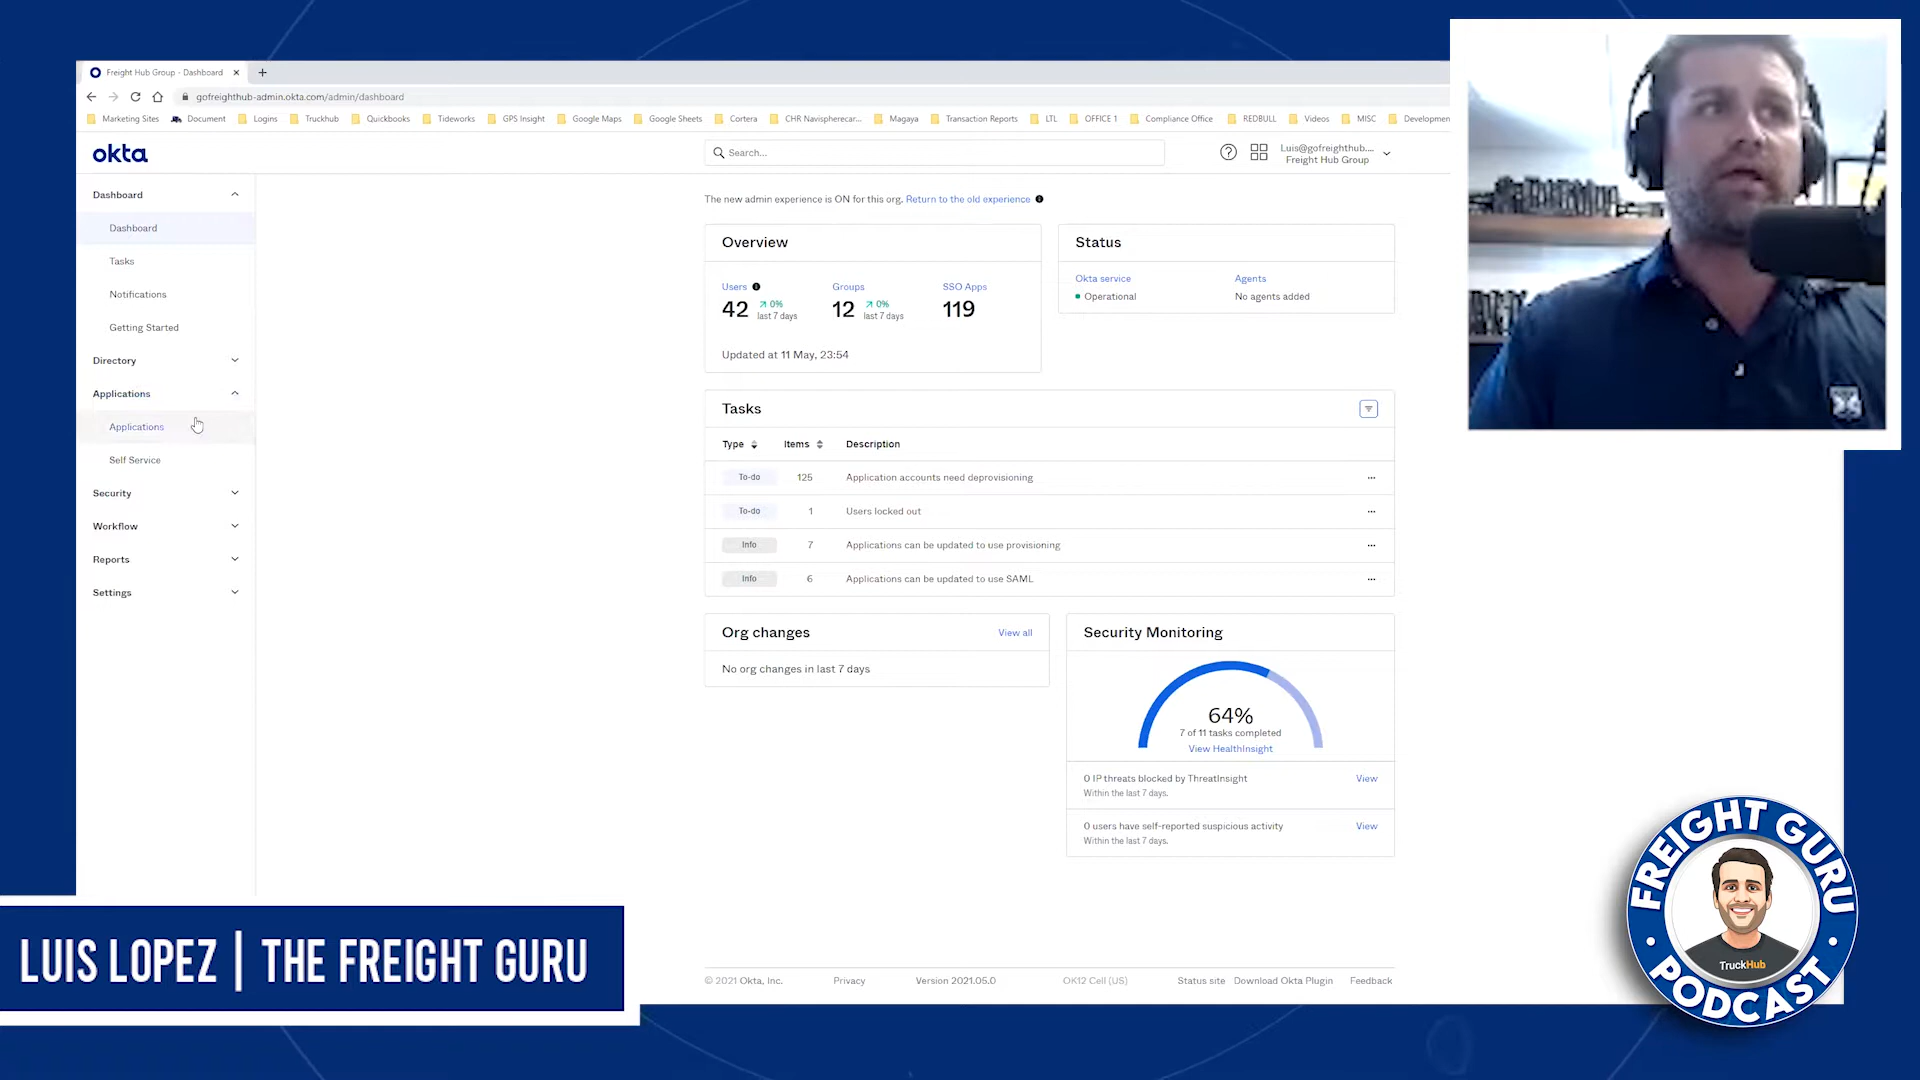 Freight Hub Group - Dashboard
gofreighthub-admin.okta.com/admin/dashboard
Marketing Sites Document Logins Truckhub Quickbooks Tideworks GPS Insight Google Maps Google Sheets Cortera CHR Navispherecar... Magaya Transaction Reports LTL OFFICE 1 Compliance Office REDBULL Videos MISC Developmen
okta
Search...
Luis@gofreighthub....
Freight Hub Group
Dashboard
Dashboard
Tasks
Notifications
Getting Started
Directory
Applications
Applications
Self Service
Security
Workflow
Reports
Settings
The new admin experience is ON for this org. Return to the old experience
Overview
Users
42
0%
last 7 days
Groups
12
0%
last 7 days
SSO Apps
119
Updated at 11 May, 23:54
Status
Okta service
Operational
Agents
No agents added
Tasks
Type Items Description
To-do 125 Application accounts need deprovisioning ...
To-do 1 Users locked out ...
Info 7 Applications can be updated to use provisioning ...
Info 6 Applications can be updated to use SAML ...
Org changes View all
No org changes in last 7 days
Security Monitoring
64%
7 of 11 tasks completed
View HealthInsight
0 IP threats blocked by ThreatInsight View
Within the last 7 days.
0 users have self-reported suspicious activity View
Within the last 7 days.
© 2021 Okta, Inc. Privacy Version 2021.05.0 OK12 Cell (US) Status site Download Okta Plugin Feedback
LUIS LOPEZ | THE FREIGHT GURU
FREIGHT GURU
TruckHub
PODCAST